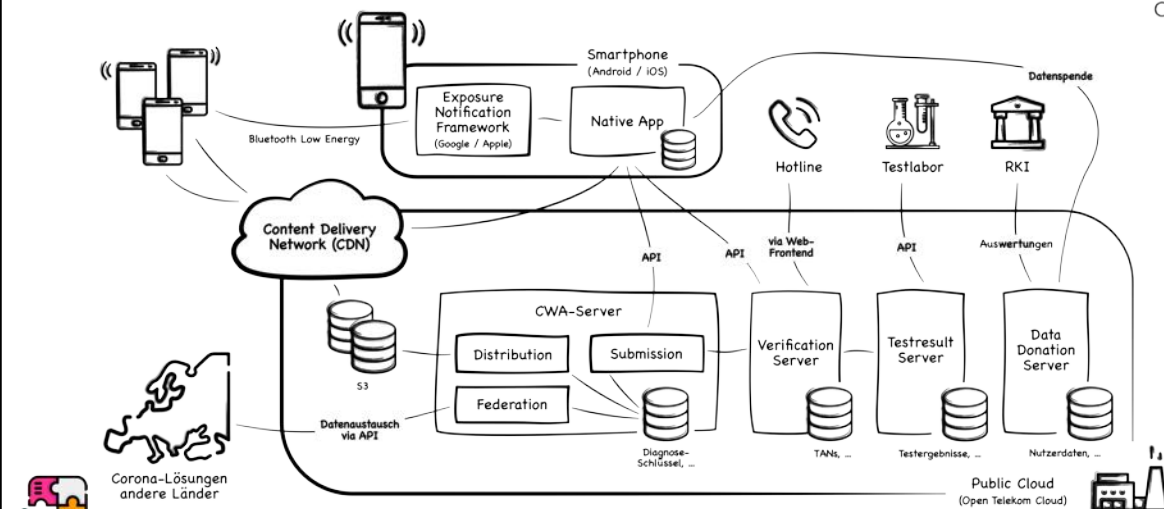 Smartphone
(Android / iOS)
Datenspende
Exposure
Notification
Framework
(Google / Apple)
Native App
Bluetooth Low Energy
Hotline
Testlabor
RKI
Content Delivery
Network (CDN)
API
API
via Web-
Frontend
API
Auswertungen
CWA-Server
Distribution
Submission
Federation
Verification
Server
Testresult
Server
Data
Donation
Server
S3
Datenaustausch
via API
Diagnose-
Schlüssel, ...
TANs, ...
Testergebnisse, ...
Nutzerdaten, ...
Corona-Lösungen
andere Länder
Public Cloud
(Open Telekom Cloud)